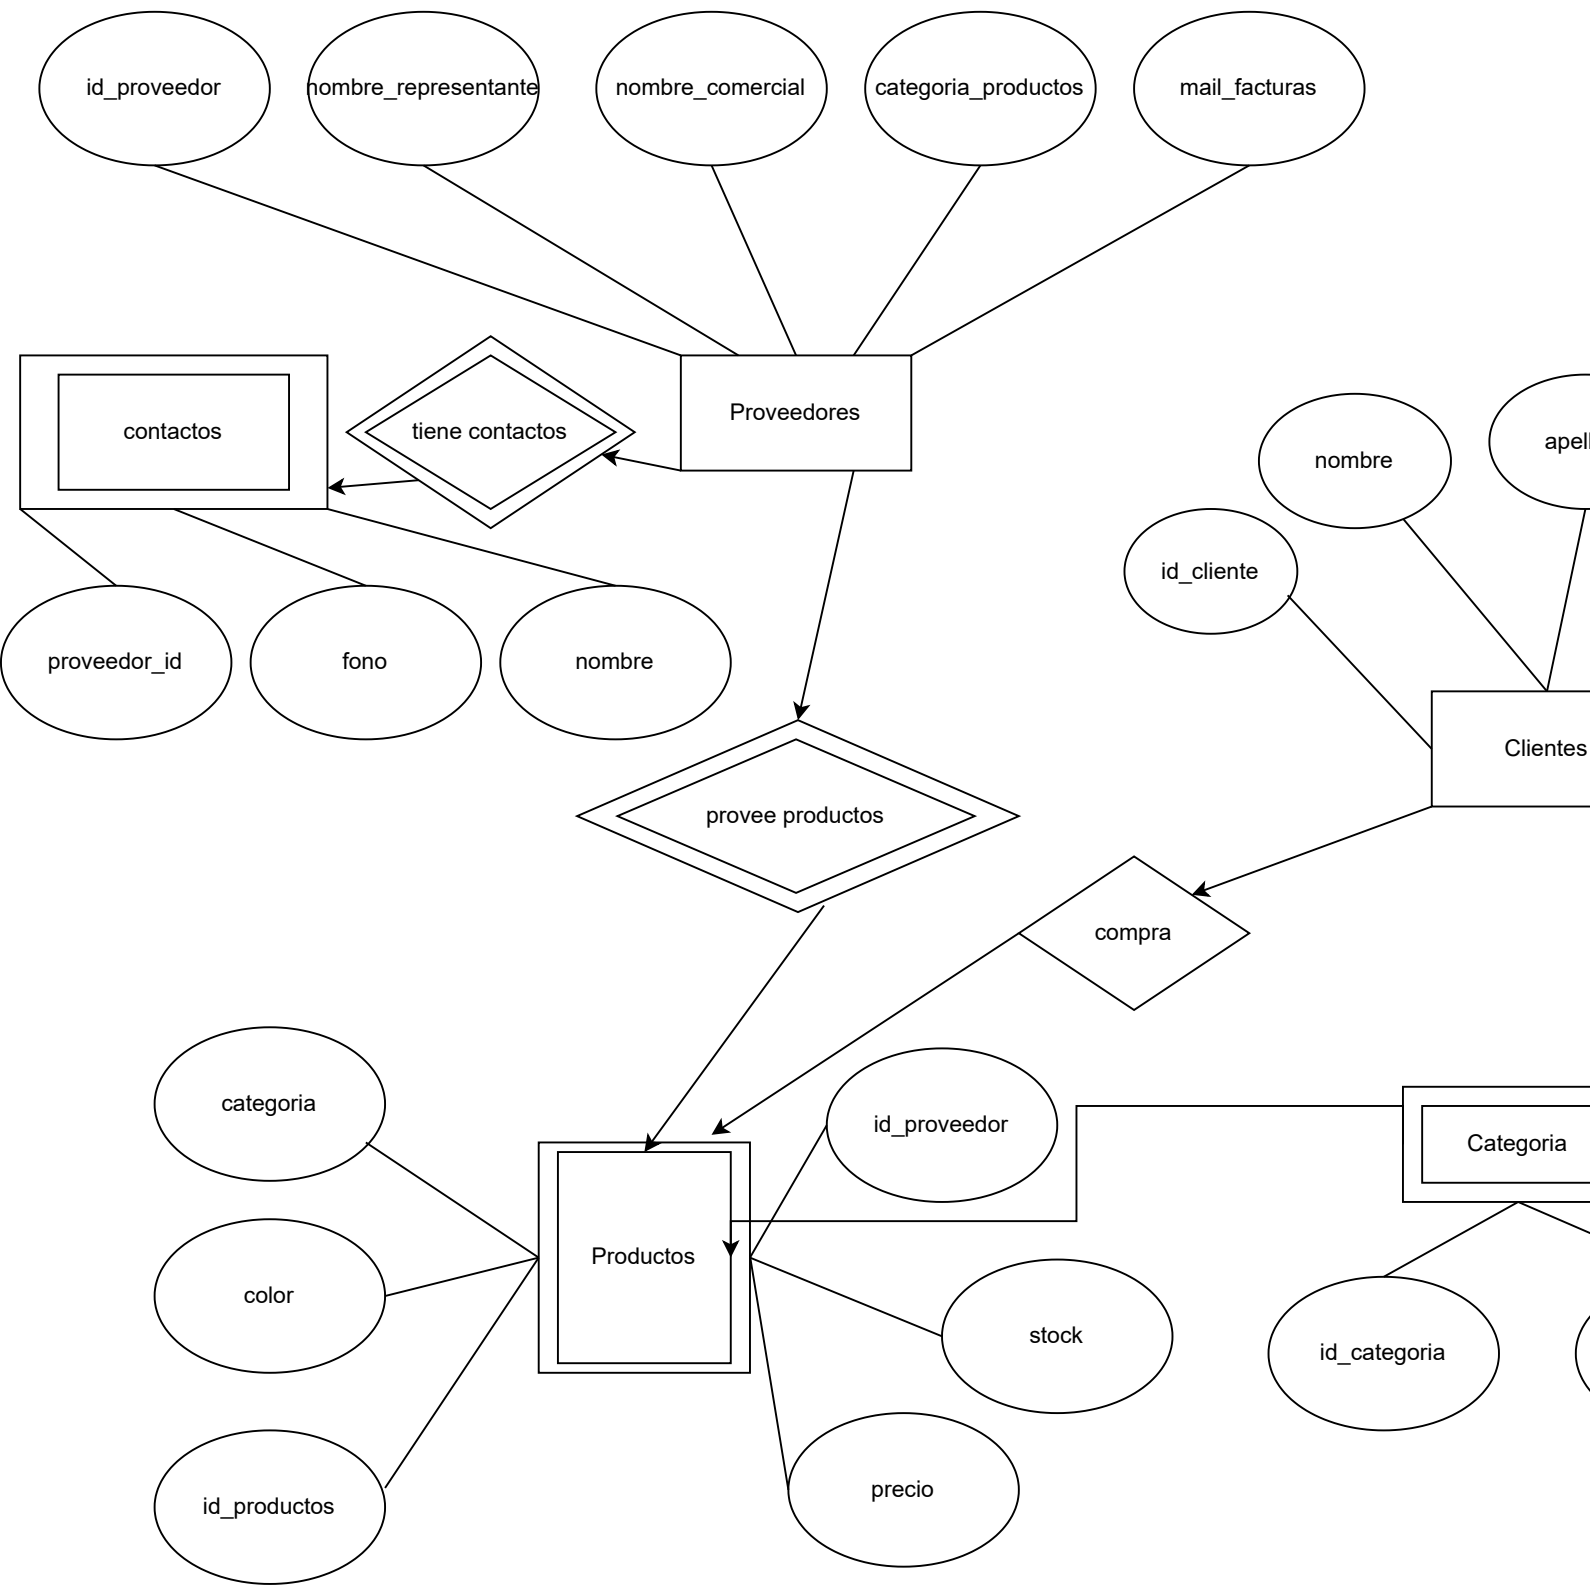 id_proveedor
nombre_representante
nombre_comercial
categoria_productos
mail_facturas
contactos
tiene contactos
Proveedores
nombre
apell
id_cliente
proveedor_id
fono
nombre
Clientes
provee productos
compra
categoria
id_proveedor
Categoria
Productos
color
stock
id_categoria
precio
id_productos